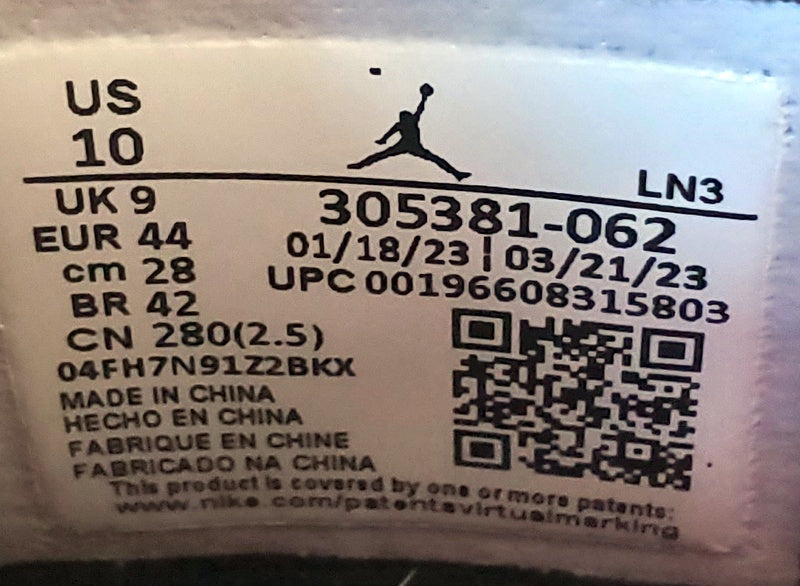 US
10
LN3
UK 9
305381-062
EUR 44
01/18/23 | 03/21/23
cm 28
UPC 00196608315803
BR 42
CN 280(2.5)
04FH7N91Z2BKX
MADE IN CHINA
HECHO EN CHINA
FABRIQUE EN CHINE
FABRICADO NA CHINA
This product is covered by one or more patents:
www.nike.com/patentsvirtualmarking